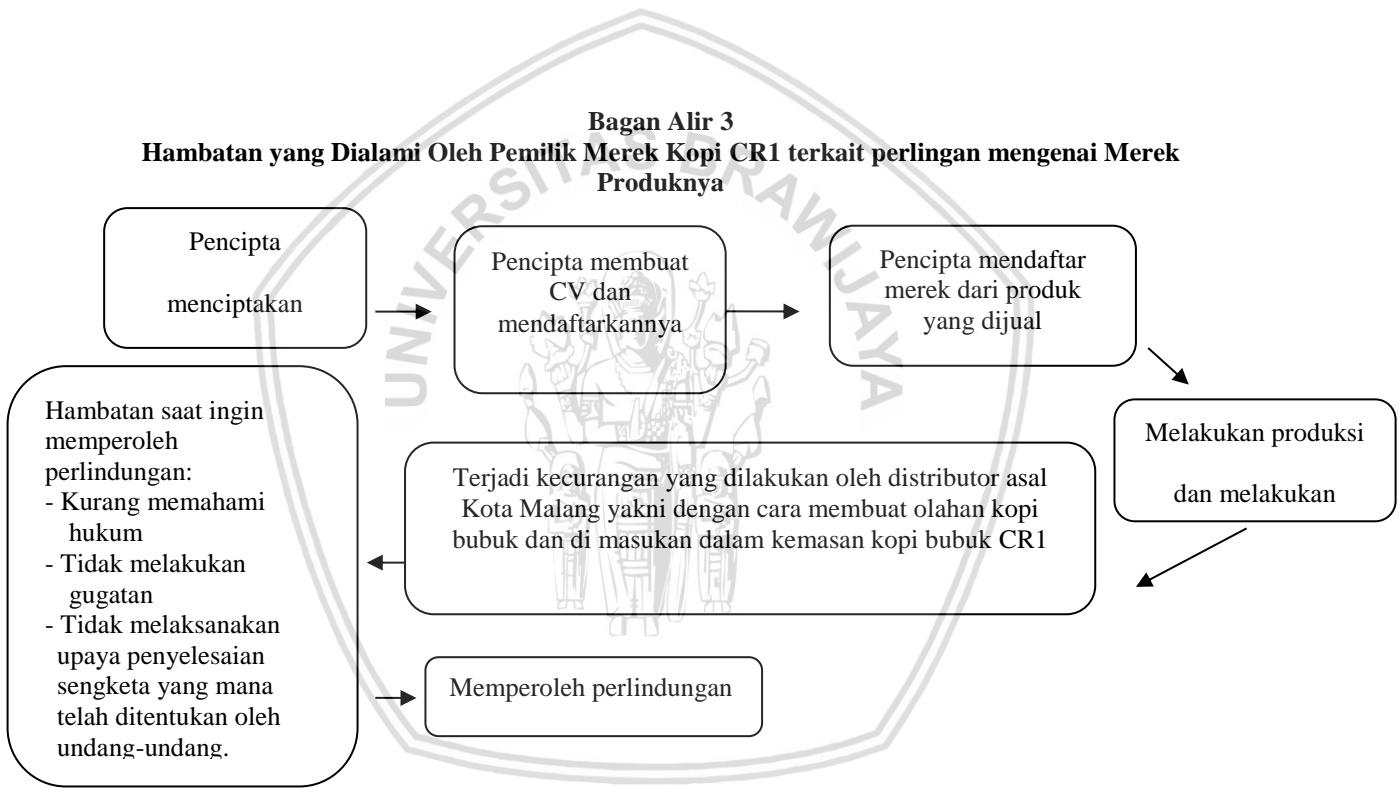 Bagan Alir 3
Hambatan yang Dialami Oleh Pemilik Merek Kopi CR1 terkait perlingan mengenai Merek
Produknya
Pencipta
menciptakan
Pencipta membuat
CV dan
mendaftarkannya
Pencipta mendaftar
merek dari produk
yang dijual
Melakukan produksi
dan melakukan
Terjadi kecurangan yang dilakukan oleh distributor asal
Kota Malang yakni dengan cara membuat olahan kopi
bubuk dan di masukan dalam kemasan kopi bubuk CR1
Hambatan saat ingin
memperoleh
perlindungan:
- Kurang memahami
hukum
- Tidak melakukan
gugatan
- Tidak melaksanakan
upaya penyelesaian
sengketa yang mana
telah ditentukan oleh
undang-undang.
Memperoleh perlindungan
UNIVERSITAS BRAWIJAYA